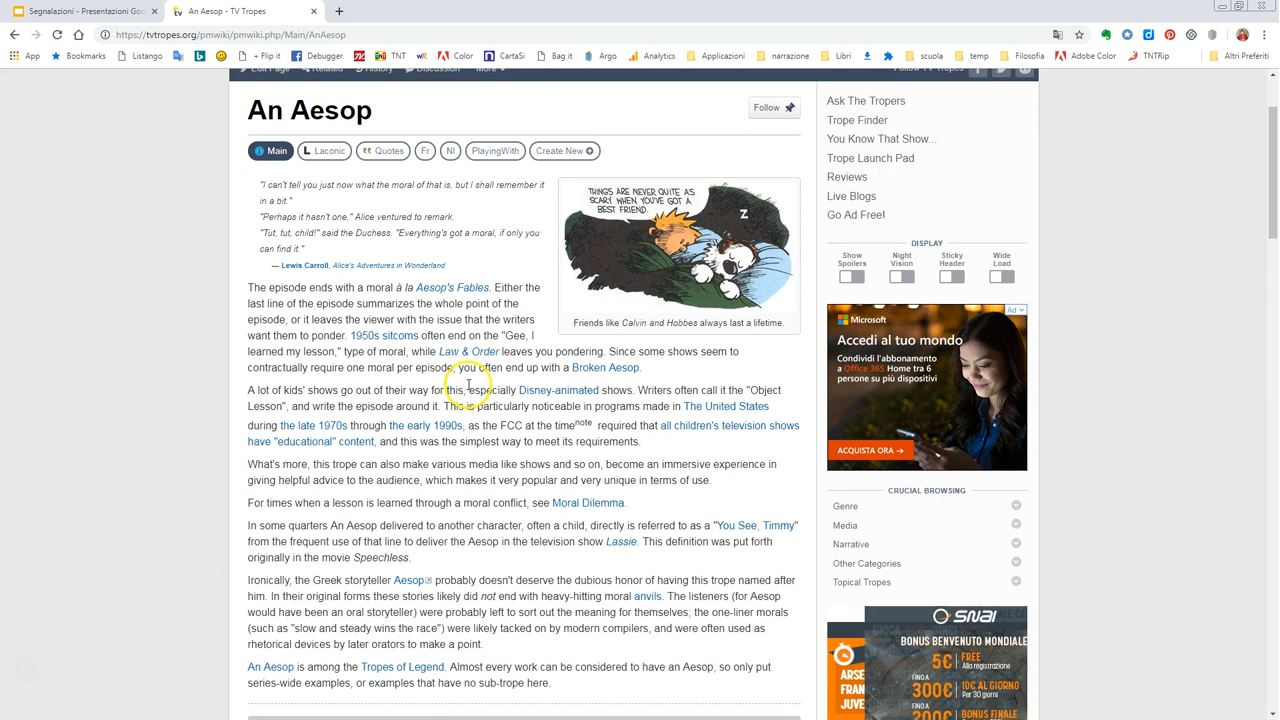 Segnalazioni - Presentazioni Goo
An Aesop - TV Tropes
https://tvtropes.org/pmwiki/pmwiki.php/Main/AnAesop
App
Bookmarks
Listango
+ Flip it
Debugger
TNT
Color
CartaSi
Bag it
Argo
Analytics
Applicazioni
narrazione
Libri
scuola
temp
Filosofia
Adobe Color
TNTRip
Altri Preferiti
Edit Page
Related
History
Discussion
More
Follow TV Tropes
An Aesop
Follow
Main
Laconic
Quotes
Fr
Nl
PlayingWith
Create New
"I can't tell you just now what the moral of that is, but I shall remember it
in a bit."
"Perhaps it hasn't one," Alice ventured to remark.
"Tut, tut, child!" said the Duchess. "Everything's got a moral, if only you
can find it."
— Lewis Carroll, Alice's Adventures in Wonderland
THINGS ARE NEVER QUITE AS
SCARY WHEN YOU'VE GOT A
BEST FRIEND.
Z
Friends like Calvin and Hobbes always last a lifetime.
The episode ends with a moral à la Aesop's Fables. Either the
last line of the episode summarizes the whole point of the
episode, or it leaves the viewer with the issue that the writers
want them to ponder. 1950s sitcoms often end on the "Gee, I
learned my lesson," type of moral, while Law & Order leaves you pondering. Since some shows seem to
contractually require one moral per episode, you often end up with a Broken Aesop.
A lot of kids' shows go out of their way for this, especially Disney-animated shows. Writers often call it the "Object
Lesson", and write the episode around it. This is particularly noticeable in programs made in The United States
during the late 1970s through the early 1990s, as the FCC at the time note required that all children's television shows
have "educational" content, and this was the simplest way to meet its requirements.
What's more, this trope can also make various media like shows and so on, become an immersive experience in
giving helpful advice to the audience, which makes it very popular and very unique in terms of use.
For times when a lesson is learned through a moral conflict, see Moral Dilemma.
In some quarters An Aesop delivered to another character, often a child, directly is referred to as a "You See, Timmy"
from the frequent use of that line to deliver the Aesop in the television show Lassie. This definition was put forth
originally in the movie Speechless.
Ironically, the Greek storyteller Aesop probably doesn't deserve the dubious honor of having this trope named after
him. In their original forms these stories likely did not end with heavy-hitting moral anvils. The listeners (for Aesop
would have been an oral storyteller) were probably left to sort out the meaning for themselves; the one-liner morals
(such as "slow and steady wins the race") were likely tacked on by modern compilers, and were often used as
rhetorical devices by later orators to make a point.
An Aesop is among the Tropes of Legend. Almost every work can be considered to have an Aesop, so only put
series-wide examples, or examples that have no sub-trope here.
Ask The Tropers
Trope Finder
You Know That Show...
Trope Launch Pad
Reviews
Live Blogs
Go Ad Free!
DISPLAY
Show Spoilers
Night Vision
Sticky Header
Wide Load
Ad
Microsoft
Accedi al tuo mondo
Condividi l'abbonamento
a Office 365 Home tra 6
persone su più dispositivi
ACQUISTA ORA →
CRUCIAL BROWSING
Genre
Media
Narrative
Other Categories
Topical Tropes
SNAI
BONUS BENVENUTO MONDIALE
5€ FREE
Alla registrazione
FINO A
300€
10€ AL GIORNO
Per 30 giorni
FINO A
BONUS FINALE